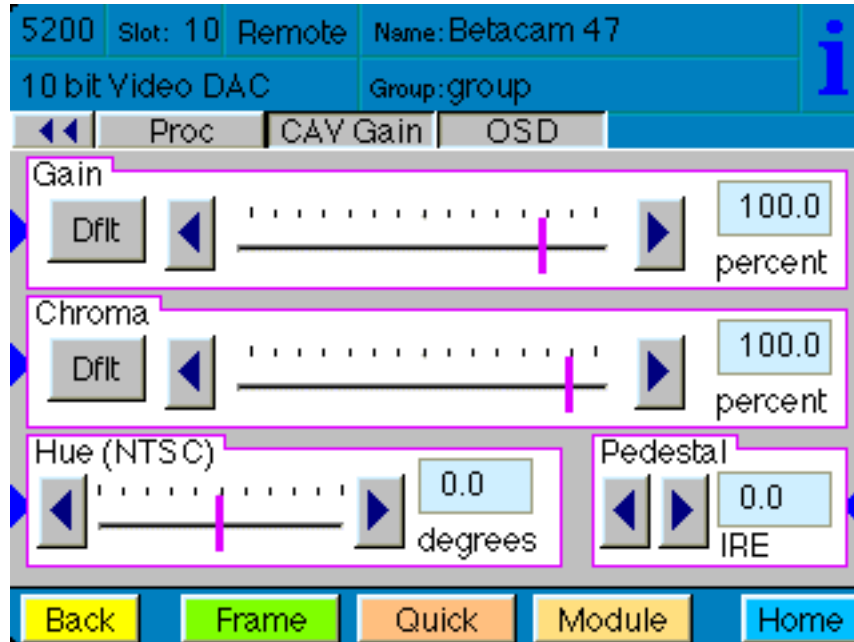 5200 Slot: 10 Remote Name: Betacam 47
10 bit Video DAC Group: group
i
Proc CAV Gain OSD
Gain
Dflt 100.0
percent
Chroma
Dflt 100.0
percent
Hue (NTSC) Pedestal
0.0 0.0
degrees IRE
Back Frame Quick Module Home